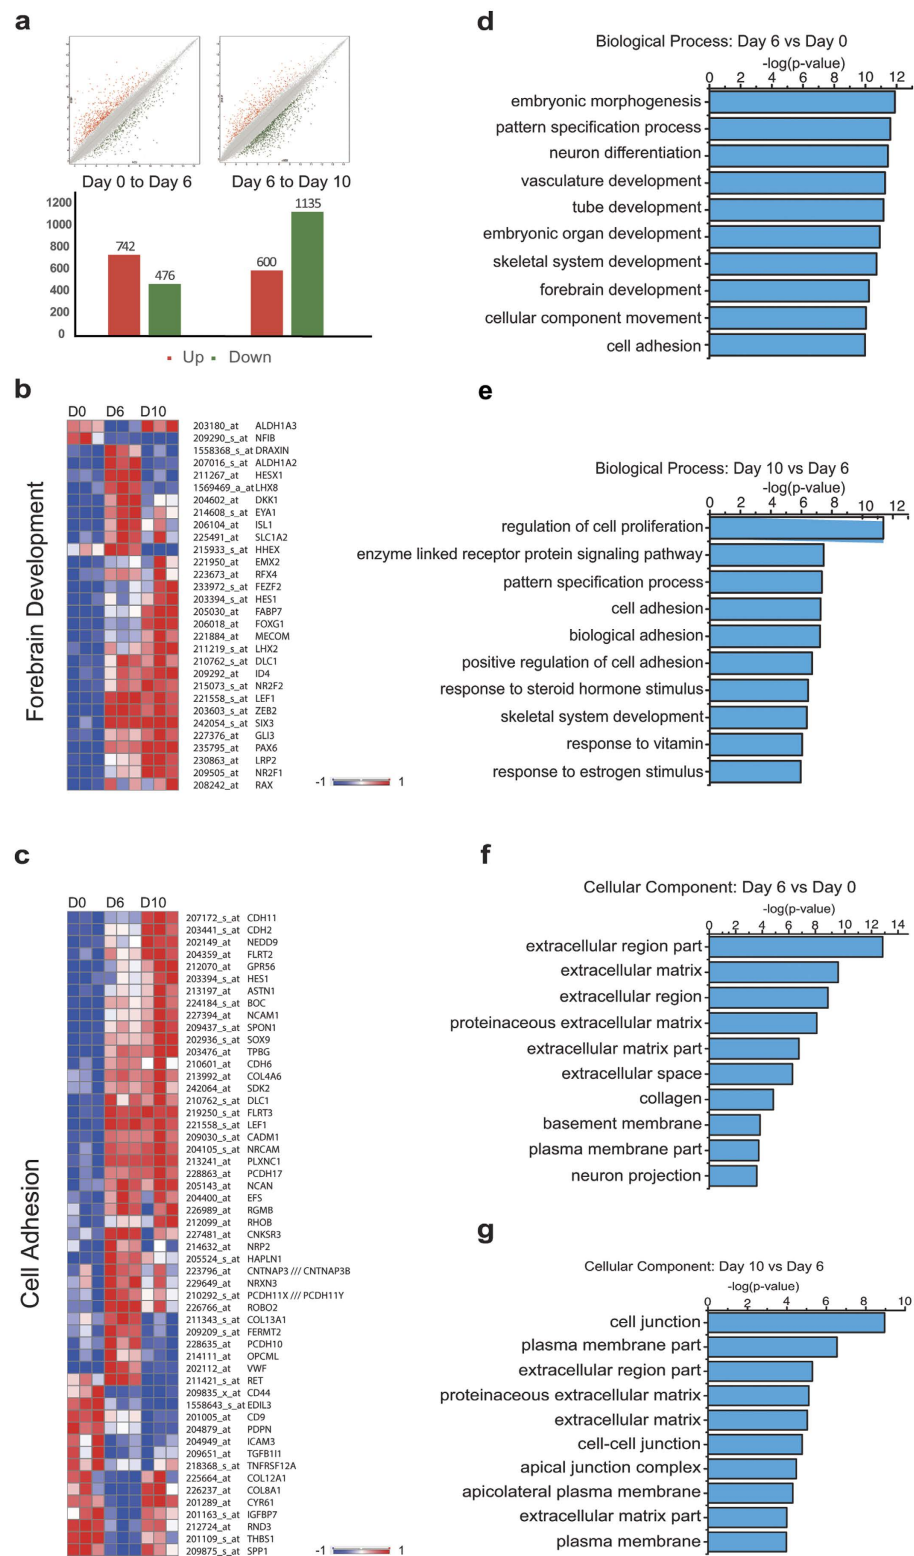 a
Day 0 to Day 6
Day 6 to Day 10
1200
1000
800
600
400
200
0
742
476
600
1135
Up Down
b
Forebrain Development
D0 D6 D10
203180_at ALDH1A3
209290_s_at NFIB
1558368_s_at DRAXIN
207016_s_at ALDH1A2
211267_at HESX1
1569469_a_at LHX8
204602_at DKK1
214608_s_at EYA1
206104_at ISL1
225491_at SLC1A2
215933_s_at HHEX
221950_at EMX2
223673_at RFX4
233972_s_at FEZF2
203394_s_at HES1
205030_at FABP7
206018_at FOXG1
221884_at MECOM
211219_s_at LHX2
210762_s_at DLC1
209292_at ID4
215073_s_at NR2F2
221558_s_at LEF1
203603_s_at ZEB2
242054_s_at SIX3
227376_at GLI3
235795_at PAX6
230863_at LRP2
209505_at NR2F1
208242_at RAX
-1 1
c
Cell Adhesion
D0 D6 D10
207172_s_at CDH11
203441_s_at CDH2
202149_at NEDD9
204359_at FLRT2
212070_at GPR56
203394_s_at HES1
213197_at ASTN1
224184_s_at BOC
227394_at NCAM1
209437_s_at SPON1
202936_s_at SOX9
203476_at TPBG
210601_at CDH6
213992_at COL4A6
242064_at SDK2
210762_s_at DLC1
219250_s_at FLRT3
221558_s_at LEF1
209030_at CADM1
204105_s_at NRCAM
213241_at PLXNC1
228863_at PCDH17
205143_at NCAN
204400_at EFS
226989_at RGMB
212099_at RHOB
227481_at CNKSR3
214632_at NRP2
205524_s_at HAPLN1
223796_at CNTNAP3 /// CNTNAP3B
229649_at NRXN3
210292_s_at PCDH11X /// PCDH11Y
226766_at ROBO2
211343_s_at COL13A1
209209_s_at FERMT2
228635_at PCDH10
214111_at OPCML
202112_at VWF
211421_s_at RET
209835_x_at CD44
1558643_s_at EDIL3
201005_at CD9
204879_at PDPN
204949_at ICAM3
209651_at TGFB1I1
218368_s_at TNFRSF12A
225664_at COL12A1
226237_at COL8A1
201289_at CYR61
201163_s_at IGFBP7
212724_at RND3
201109_s_at THBS1
209875_s_at SPP1
-1 1
d
Biological Process: Day 6 vs Day 0
-log(p-value)
0 2 4 6 8 10 12
embryonic morphogenesis
pattern specification process
neuron differentiation
vasculature development
tube development
embryonic organ development
skeletal system development
forebrain development
cellular component movement
cell adhesion
e
Biological Process: Day 10 vs Day 6
-log(p-value)
0 2 4 6 8 10 12
regulation of cell proliferation
enzyme linked receptor protein signaling pathway
pattern specification process
cell adhesion
biological adhesion
positive regulation of cell adhesion
response to steroid hormone stimulus
skeletal system development
response to vitamin
response to estrogen stimulus
f
Cellular Component: Day 6 vs Day 0
-log(p-value)
0 2 4 6 8 10 12 14
extracellular region part
extracellular matrix
extracellular region
proteinaceous extracellular matrix
extracellular matrix part
extracellular space
collagen
basement membrane
plasma membrane part
neuron projection
g
Cellular Component: Day 10 vs Day 6
-log(p-value)
0 2 4 6 8 10
cell junction
plasma membrane part
extracellular region part
proteinaceous extracellular matrix
extracellular matrix
cell-cell junction
apical junction complex
apicolateral plasma membrane
extracellular matrix part
plasma membrane